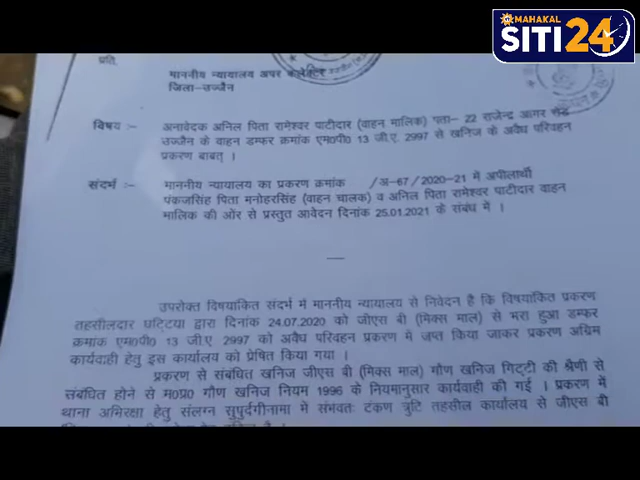 MAHAKAL
SITI24
प्रति,
माननीय न्यायालय अपर कलेक्टर
जिला-उज्जैन
विषय :- अनावेदक अनिल पिता रामेश्वर पाटीदार (वाहन मालिक) पता- 22 राजेन्द्र आगर रोड
उज्जैन के वाहन डम्फर क्रमांक एम0पी0 13 जी.ए. 2997 से खनिज के अवैध परिवहन
प्रकरण बाबत् ।
संदर्भ :- माननीय न्यायालय का प्रकरण क्रमांक /अ-67/2020-21 में अपीलार्थी
पंकजसिंह पिता मनोहरसिंह (वाहन चालक) व अनिल पिता रामेश्वर पाटीदार वाहन
मालिक की ओंर से प्रस्तुत आवेदन दिनांक 25.01.2021 के संबंध में ।
उपरोक्त विषयाकित संदर्भ में माननीय न्यायालय से निवेदन है कि विषयाकित प्रकरण
तहसीलदार घट्टिया द्वारा दिनांक 24.07.2020 को जीएस बी (मिक्स माल) से भरा हुआ डम्फर
क्रमांक एम0पी0 13 जी.ए. 2997 को अवैध परिवहन प्रकरण में जप्त किया जाकर प्रकरण अग्रिम
कार्यवाही हेतु इस कार्यालय को प्रेषित किया गया ।
प्रकरण से संबंधित खनिज जीएस बी (मिक्स माल) गौण खनिज गिट्टी की श्रेणी से
संबंधित होने से म0प्र0 गौण खनिज नियम 1996 के नियमानुसार कार्यवाही की गई । प्रकरण में
थाना अभिरक्षा हेतु संलग्न सुपुर्दगीनामा में संभवतः टंकण त्रुटि तहसील कार्यालय से जीएस बी